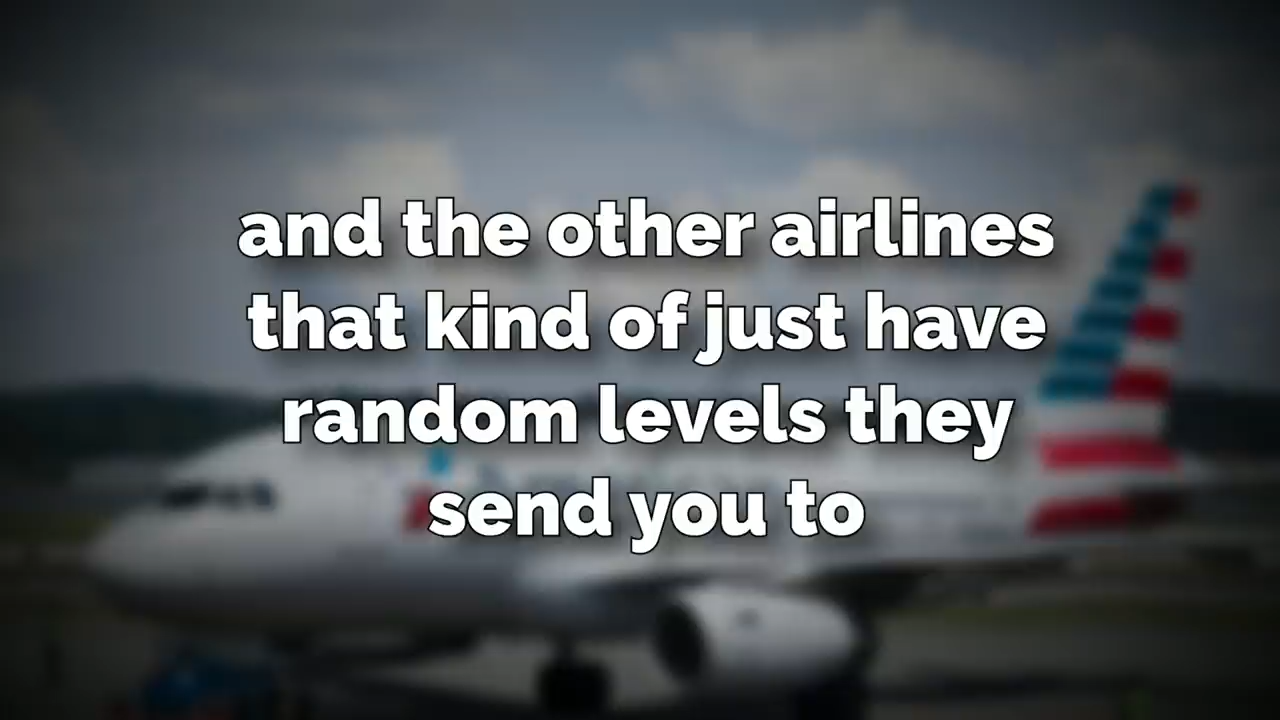 and the other airlines
that kind of just have
random levels they
send you to